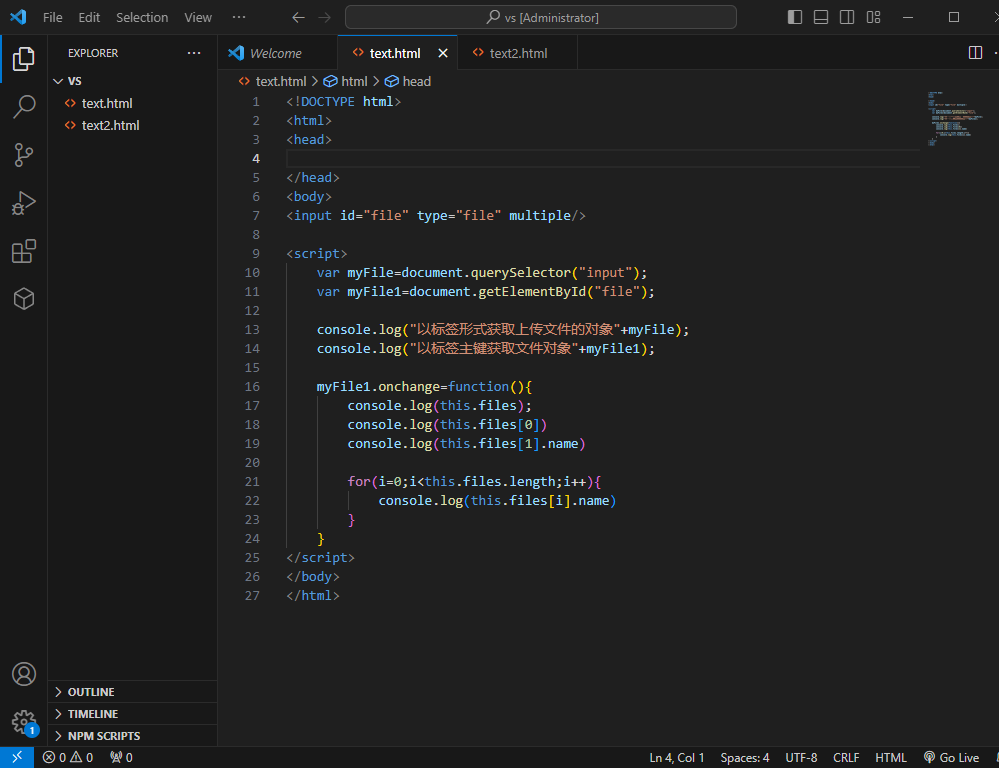 File Edit Selection View ···
vs [Administrator]
EXPLORER ···
VS
text.html
text2.html
OUTLINE
TIMELINE
NPM SCRIPTS
Welcome text.html text2.html
text.html > html > head
1 <!DOCTYPE html>
2 <html>
3 <head>
4
5 </head>
6 <body>
7 <input id="file" type="file" multiple/>
8
9 <script>
10 var myFile=document.querySelector("input");
11 var myFile1=document.getElementById("file");
12
13 console.log("以标签形式获取上传文件的对象"+myFile);
14 console.log("以标签主键获取文件对象"+myFile1);
15
16 myFile1.onchange=function(){
17 console.log(this.files);
18 console.log(this.files[0])
19 console.log(this.files[1].name)
20
21 for(i=0;i<this.files.length;i++){
22 console.log(this.files[i].name)
23 }
24 }
25 </script>
26 </body>
27 </html>
1
0 0 0 Ln 4, Col 1 Spaces: 4 UTF-8 CRLF HTML Go Live